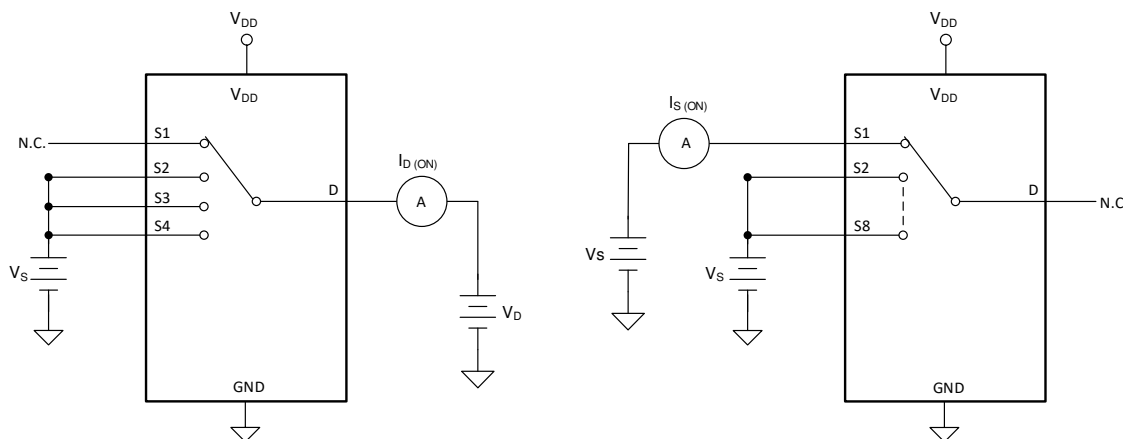 VDD
VDD
N.C.
S1
S2
S3
S4
D
ID (ON)
A
VS
VD
GND
VDD
VDD
IS (ON)
A
S1
S2
S8
D
N.C
Vs
VS
GND